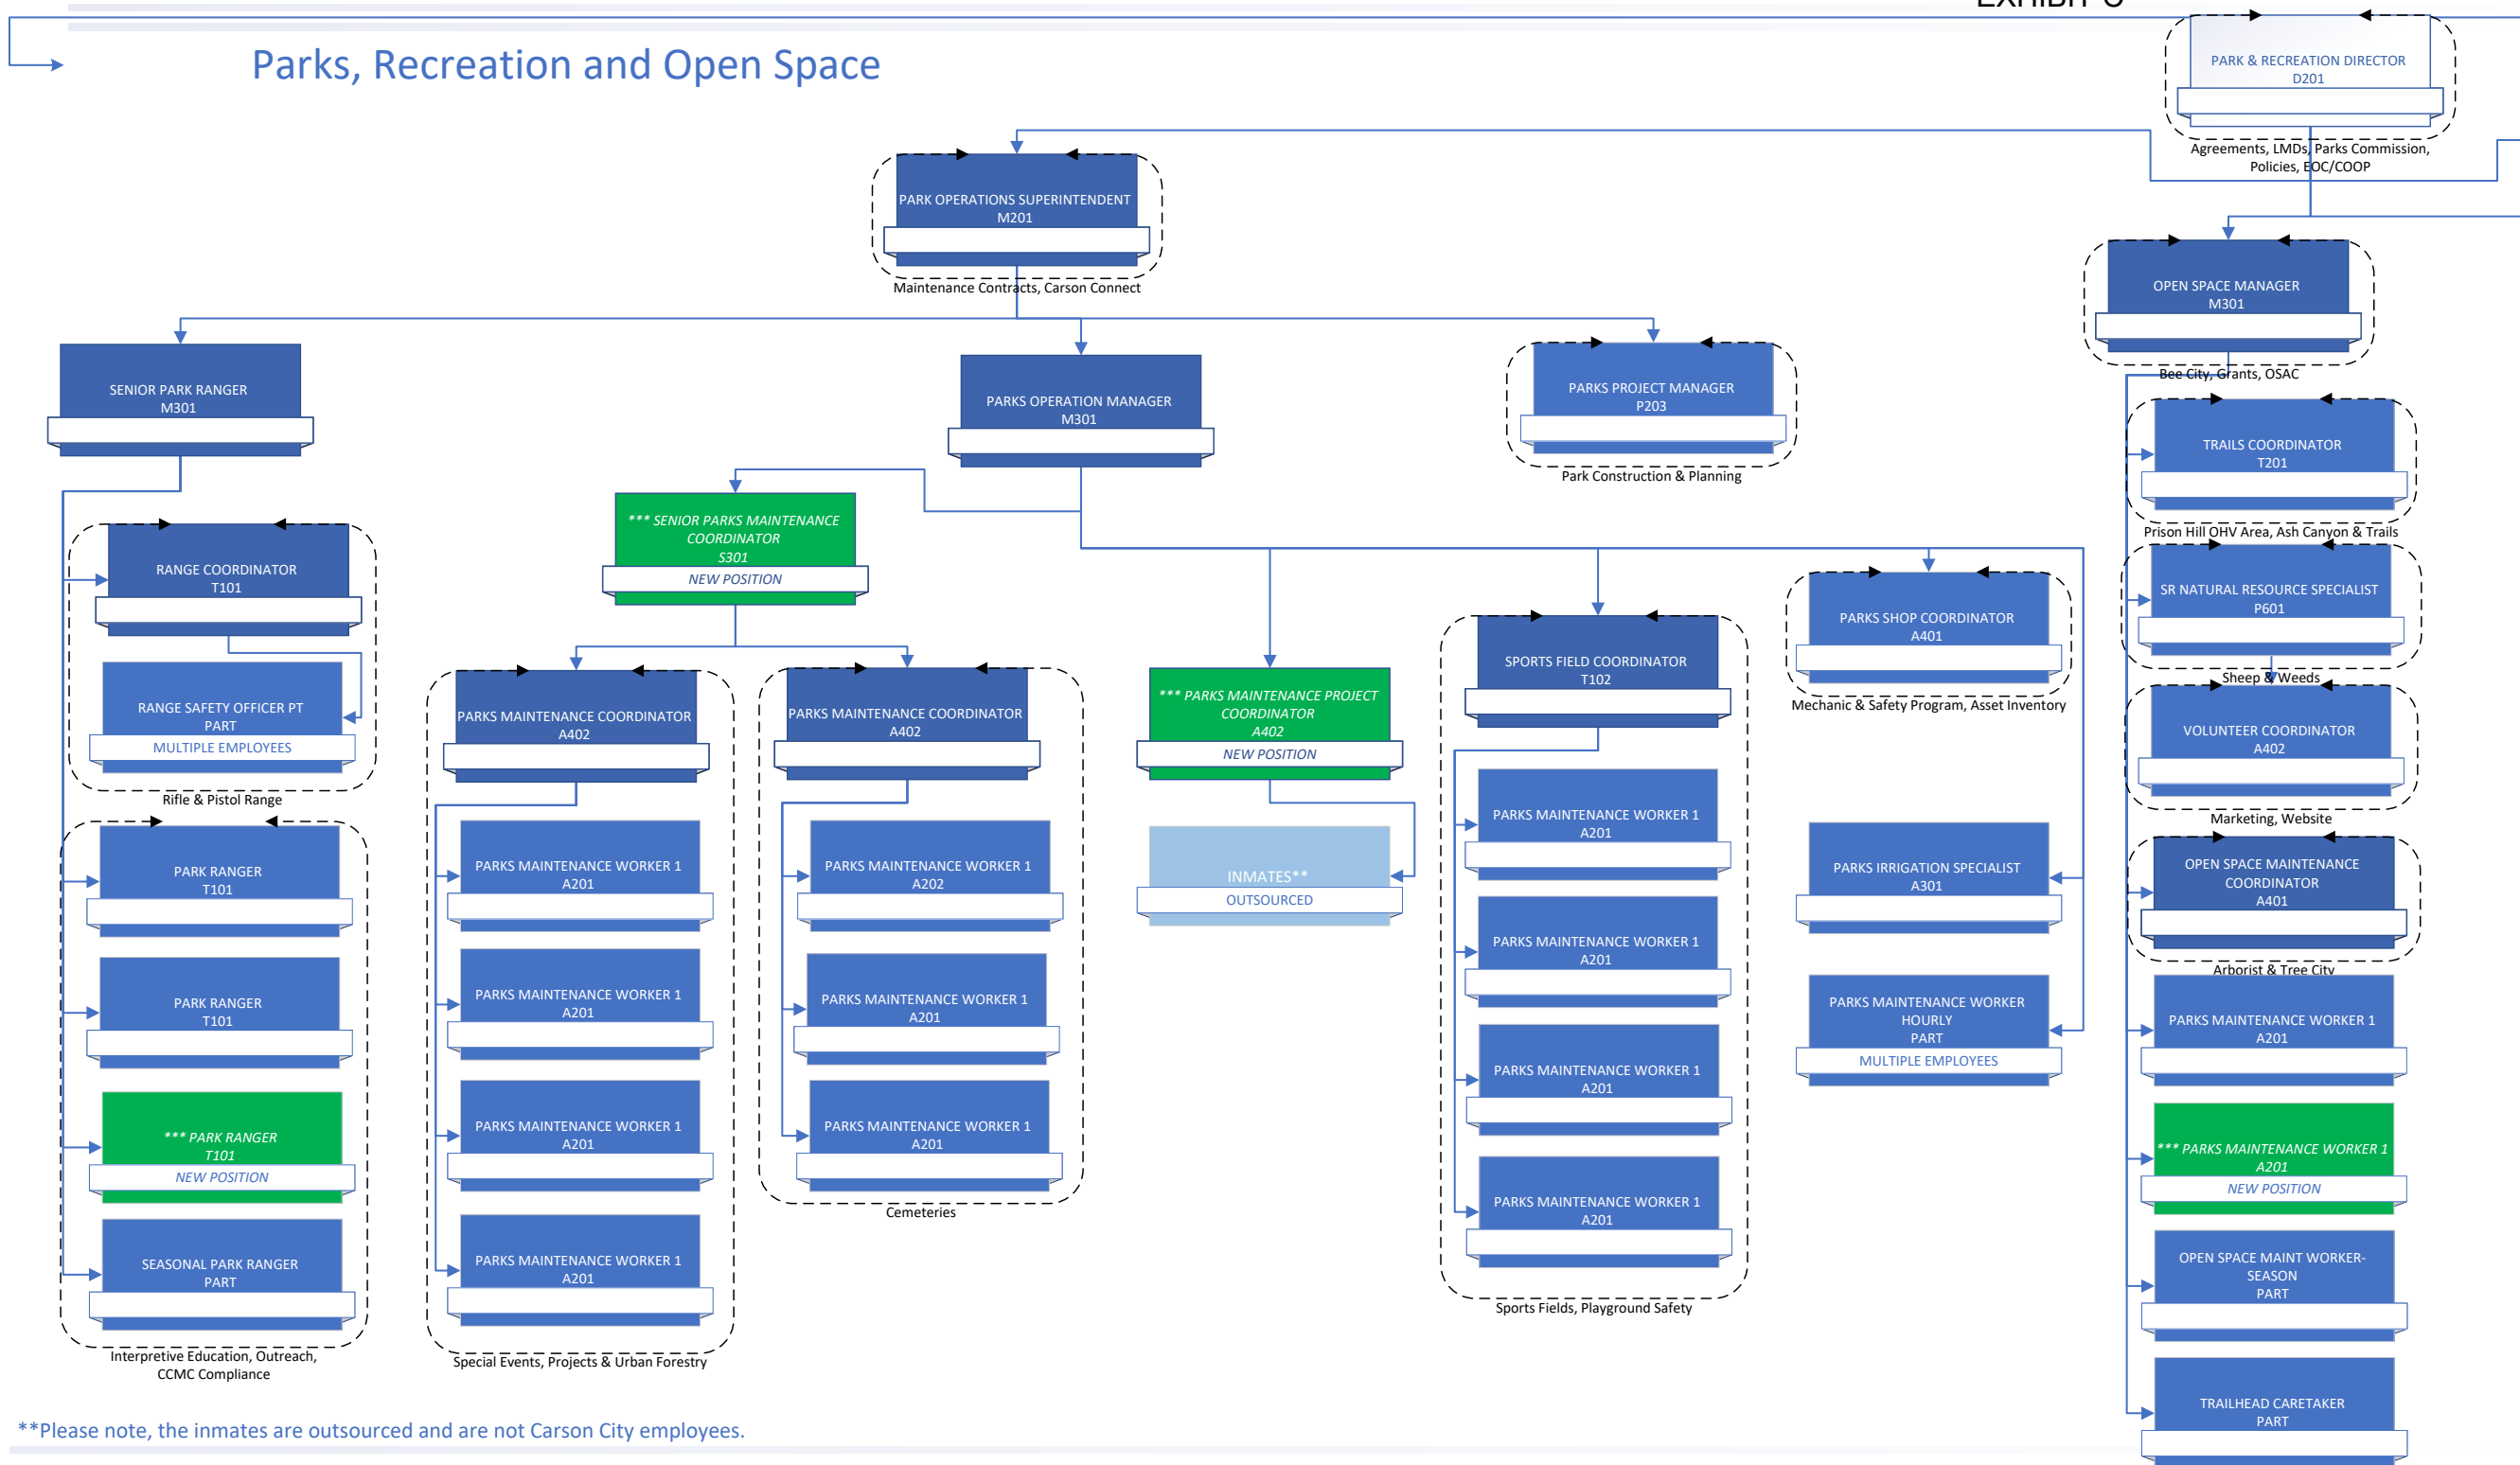 EXHIBIT C
Parks, Recreation and Open Space
PARK & RECREATION DIRECTOR
D201
Agreements, LMDs, Parks Commission,
Policies, EOC/COOP
PARK OPERATIONS SUPERINTENDENT
M201
Maintenance Contracts, Carson Connect
OPEN SPACE MANAGER
M301
Bee City, Grants, OSAC
SENIOR PARK RANGER
M301
PARKS OPERATION MANAGER
M301
PARKS PROJECT MANAGER
P203
Park Construction & Planning
RANGE COORDINATOR
T101
RANGE SAFETY OFFICER PT
PART
MULTIPLE EMPLOYEES
Rifle & Pistol Range
PARK RANGER
T101
PARK RANGER
T101
*** PARK RANGER
T101
NEW POSITION
SEASONAL PARK RANGER
PART
Interpretive Education, Outreach,
CCMC Compliance
*** SENIOR PARKS MAINTENANCE
COORDINATOR
S301
NEW POSITION
PARKS MAINTENANCE COORDINATOR
A402
PARKS MAINTENANCE WORKER 1
A201
PARKS MAINTENANCE WORKER 1
A201
PARKS MAINTENANCE WORKER 1
A201
PARKS MAINTENANCE WORKER 1
A201
Special Events, Projects & Urban Forestry
PARKS MAINTENANCE COORDINATOR
A402
PARKS MAINTENANCE WORKER 1
A202
PARKS MAINTENANCE WORKER 1
A201
PARKS MAINTENANCE WORKER 1
A201
Cemeteries
*** PARKS MAINTENANCE PROJECT
COORDINATOR
A402
NEW POSITION
INMATES**
OUTSOURCED
SPORTS FIELD COORDINATOR
T102
PARKS MAINTENANCE WORKER 1
A201
PARKS MAINTENANCE WORKER 1
A201
PARKS MAINTENANCE WORKER 1
A201
PARKS MAINTENANCE WORKER 1
A201
Sports Fields, Playground Safety
PARKS SHOP COORDINATOR
A401
Mechanic & Safety Program, Asset Inventory
PARKS IRRIGATION SPECIALIST
A301
PARKS MAINTENANCE WORKER
HOURLY
PART
MULTIPLE EMPLOYEES
TRAILS COORDINATOR
T201
Prison Hill OHV Area, Ash Canyon & Trails
SR NATURAL RESOURCE SPECIALIST
P601
Sheep & Weeds
VOLUNTEER COORDINATOR
A402
Marketing, Website
OPEN SPACE MAINTENANCE
COORDINATOR
A401
Arborist & Tree City
PARKS MAINTENANCE WORKER 1
A201
*** PARKS MAINTENANCE WORKER 1
A201
NEW POSITION
OPEN SPACE MAINT WORKER-
SEASON
PART
TRAILHEAD CARETAKER
PART
**Please note, the inmates are outsourced and are not Carson City employees.